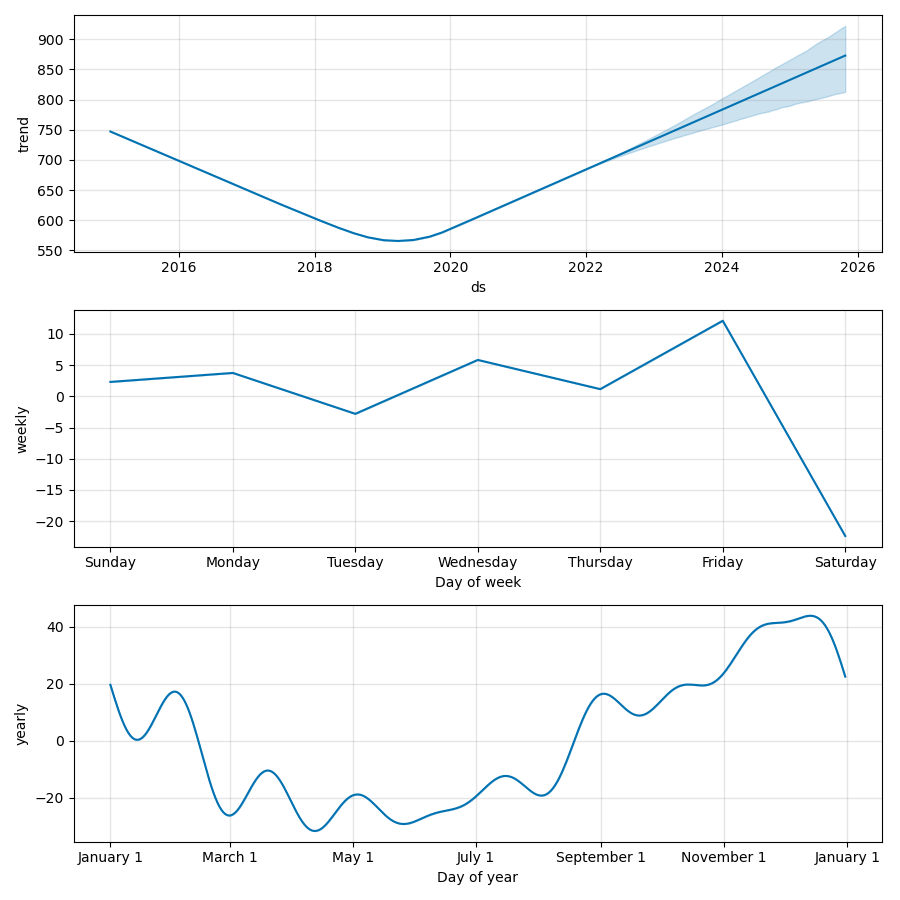 900
850
800
750
700
650
600
550
trend
2016 2018 2020 2022 2024 2026
ds
10
5
0
−5
−10
−15
−20
weekly
Sunday Monday Tuesday Wednesday Thursday Friday Saturday
Day of week
40
20
0
−20
yearly
January 1 March 1 May 1 July 1 September 1 November 1 January 1
Day of year